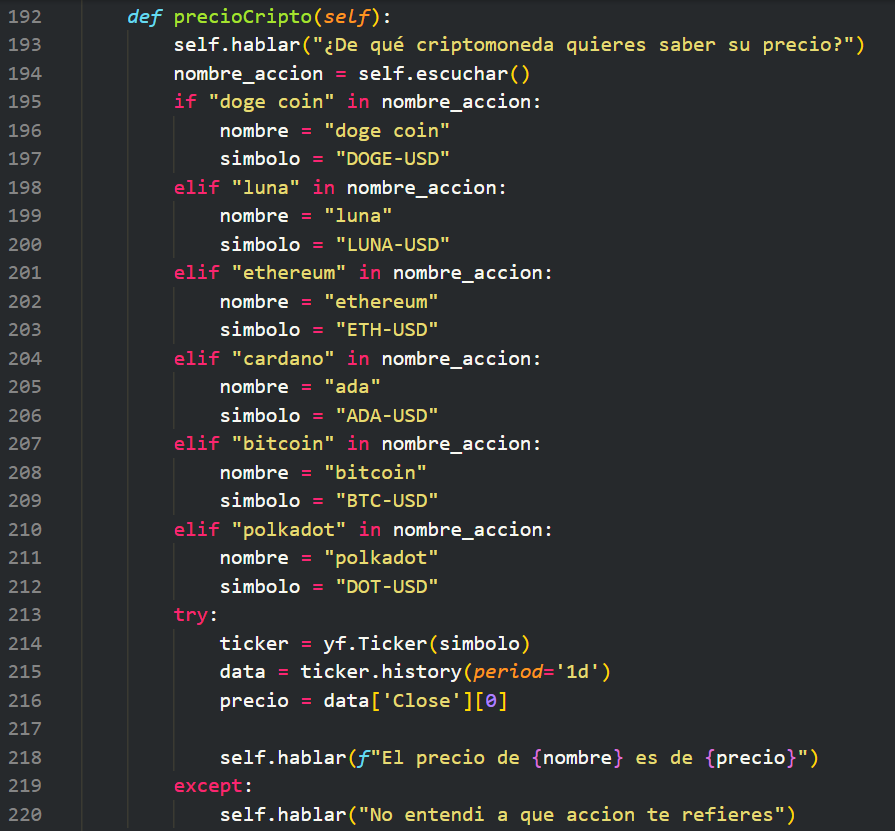 192 def precioCripto(self):
193 self.hablar("¿De qué criptomoneda quieres saber su precio?")
194 nombre_accion = self.escuchar()
195 if "doge coin" in nombre_accion:
196 nombre = "doge coin"
197 simbolo = "DOGE-USD"
198 elif "luna" in nombre_accion:
199 nombre = "luna"
200 simbolo = "LUNA-USD"
201 elif "ethereum" in nombre_accion:
202 nombre = "ethereum"
203 simbolo = "ETH-USD"
204 elif "cardano" in nombre_accion:
205 nombre = "ada"
206 simbolo = "ADA-USD"
207 elif "bitcoin" in nombre_accion:
208 nombre = "bitcoin"
209 simbolo = "BTC-USD"
210 elif "polkadot" in nombre_accion:
211 nombre = "polkadot"
212 simbolo = "DOT-USD"
213 try:
214 ticker = yf.Ticker(simbolo)
215 data = ticker.history(period='1d')
216 precio = data['Close'][0]
217
218 self.hablar(f"El precio de {nombre} es de {precio}")
219 except:
220 self.hablar("No entendi a que accion te refieres")